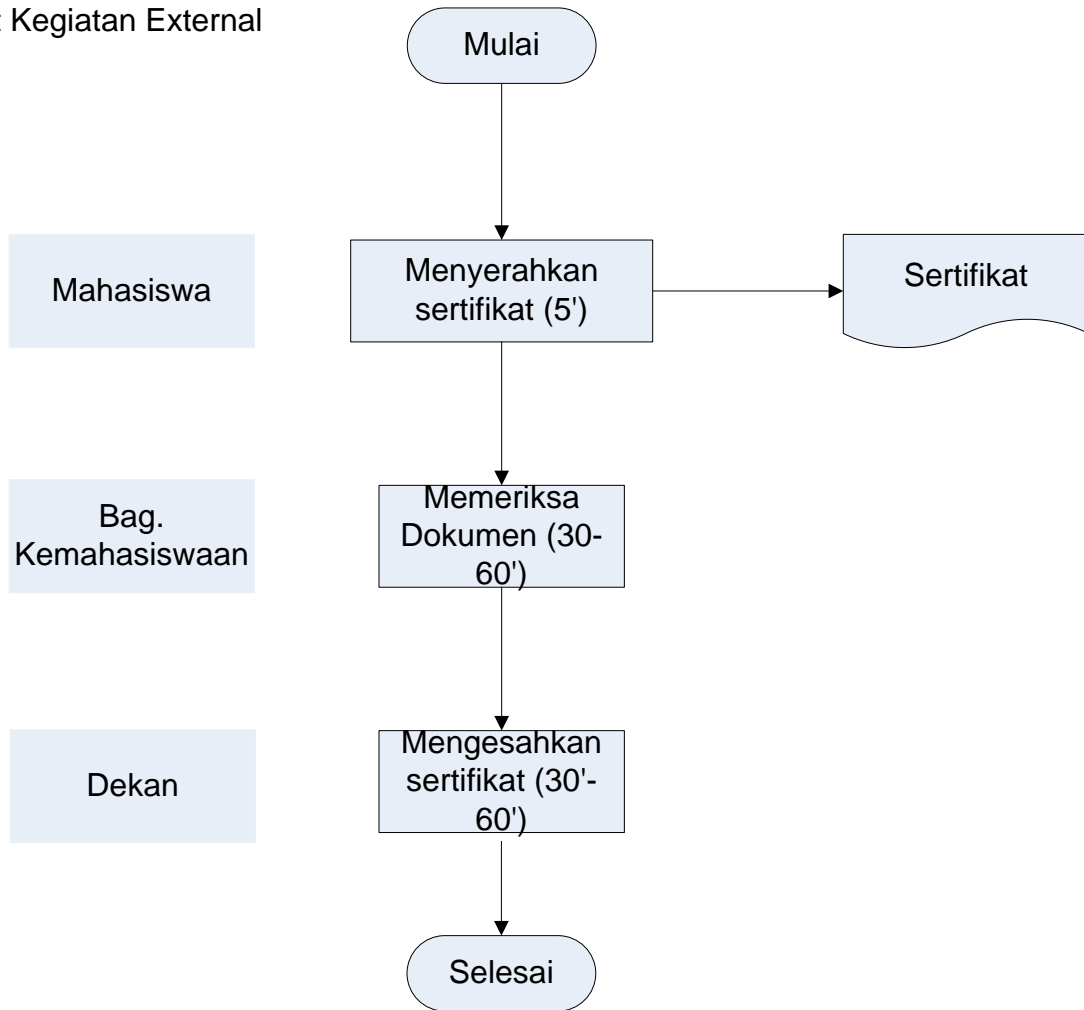 Kegiatan External
Mulai
Mahasiswa
Menyerahkan
sertifikat (5')
Sertifikat
Bag.
Kemahasiswaan
Memeriksa
Dokumen (30-
60')
Dekan
Mengesahkan
sertifikat (30'-
60')
Selesai